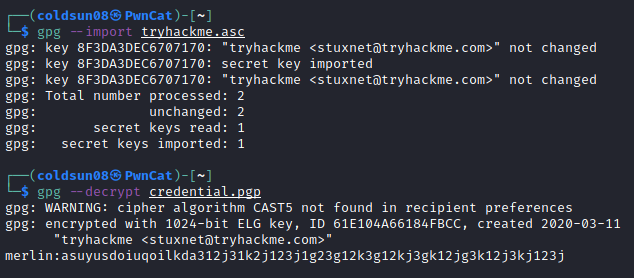 ┌──(coldsun08㉿PwnCat)-[~]
└─$ gpg --import tryhackme.asc
gpg: key 8F3DA3DEC6707170: "tryhackme <stuxnet@tryhackme.com>" not changed
gpg: key 8F3DA3DEC6707170: secret key imported
gpg: key 8F3DA3DEC6707170: "tryhackme <stuxnet@tryhackme.com>" not changed
gpg: Total number processed: 2
gpg:              unchanged: 2
gpg:       secret keys read: 1
gpg:   secret keys imported: 1
┌──(coldsun08㉿PwnCat)-[~]
└─$ gpg --decrypt credential.pgp
gpg: WARNING: cipher algorithm CAST5 not found in recipient preferences
gpg: encrypted with 1024-bit ELG key, ID 61E104A66184FBCC, created 2020-03-11
      "tryhackme <stuxnet@tryhackme.com>"
merlin:asuyusdoiuqoilkda312j31k2j123j1g23g12k3g12kj3gk12jg3k12j3kj123j